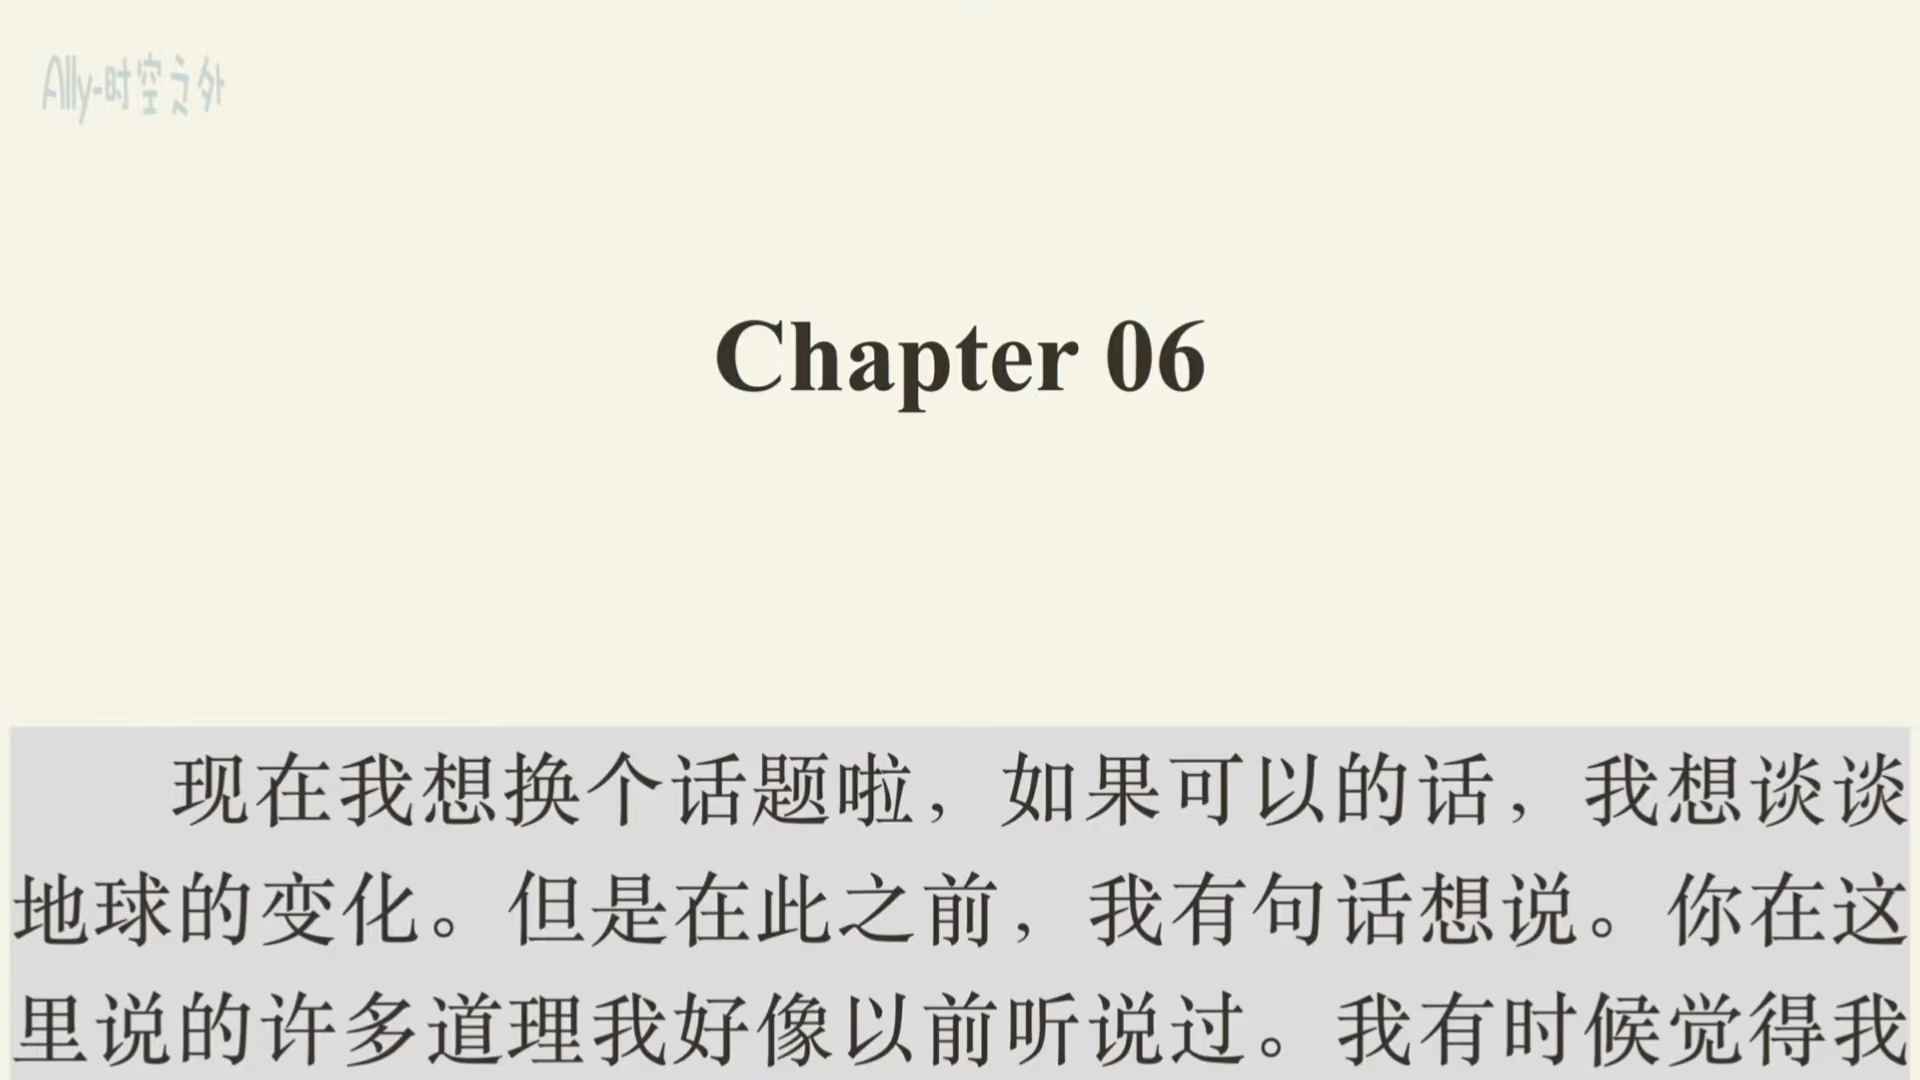 Ally-时空之外
Chapter 06
现在我想换个话题啦，如果可以的话，我想谈谈
地球的变化。但是在此之前，我有句话想说。你在这
里说的许多道理我好像以前听说过。我有时候觉得我